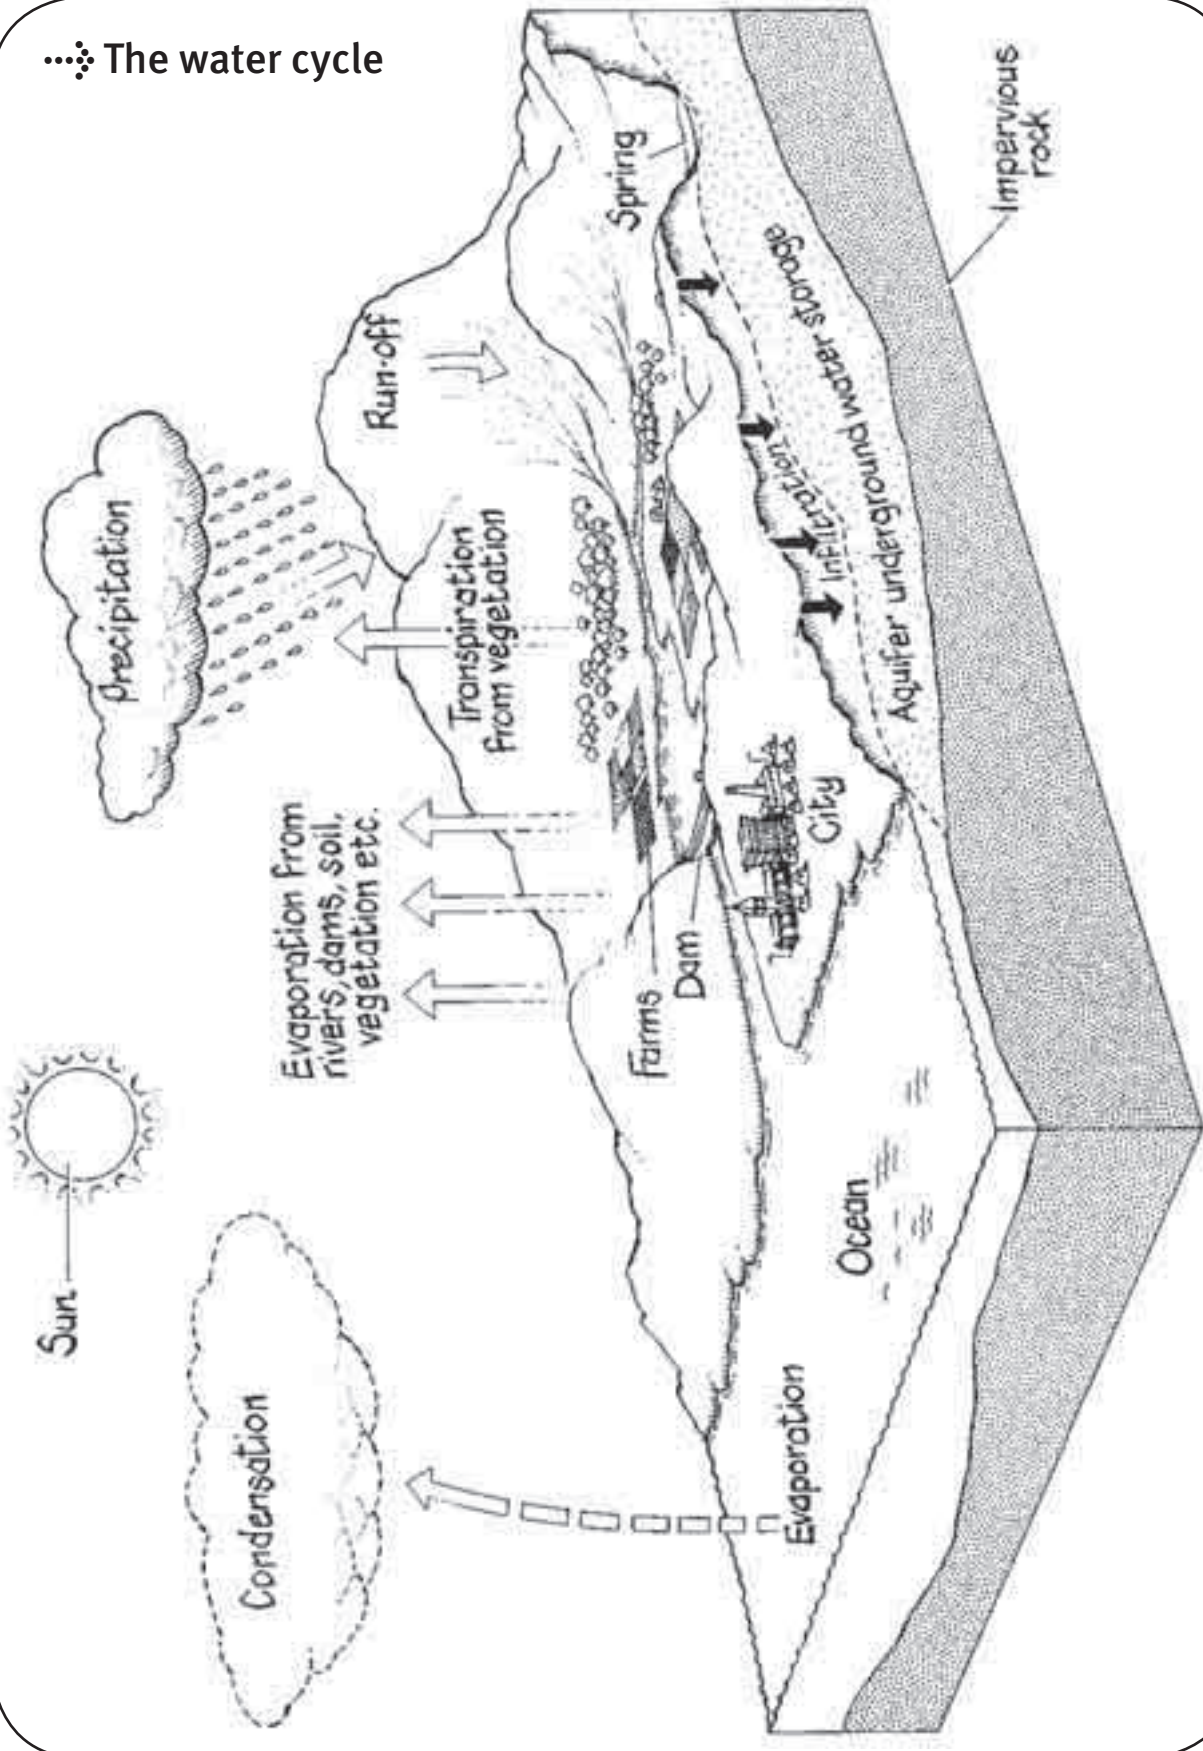 The water cycle
Sun
Condensation
Precipitation
Evaporation from
rivers, dams, soil,
vegetation etc.
Transpiration
from vegetation
Run-off
Spring
Farms
Dam
City
Ocean
Evaporation
Infiltration
Aquifer underground water storage
Impervious
rock